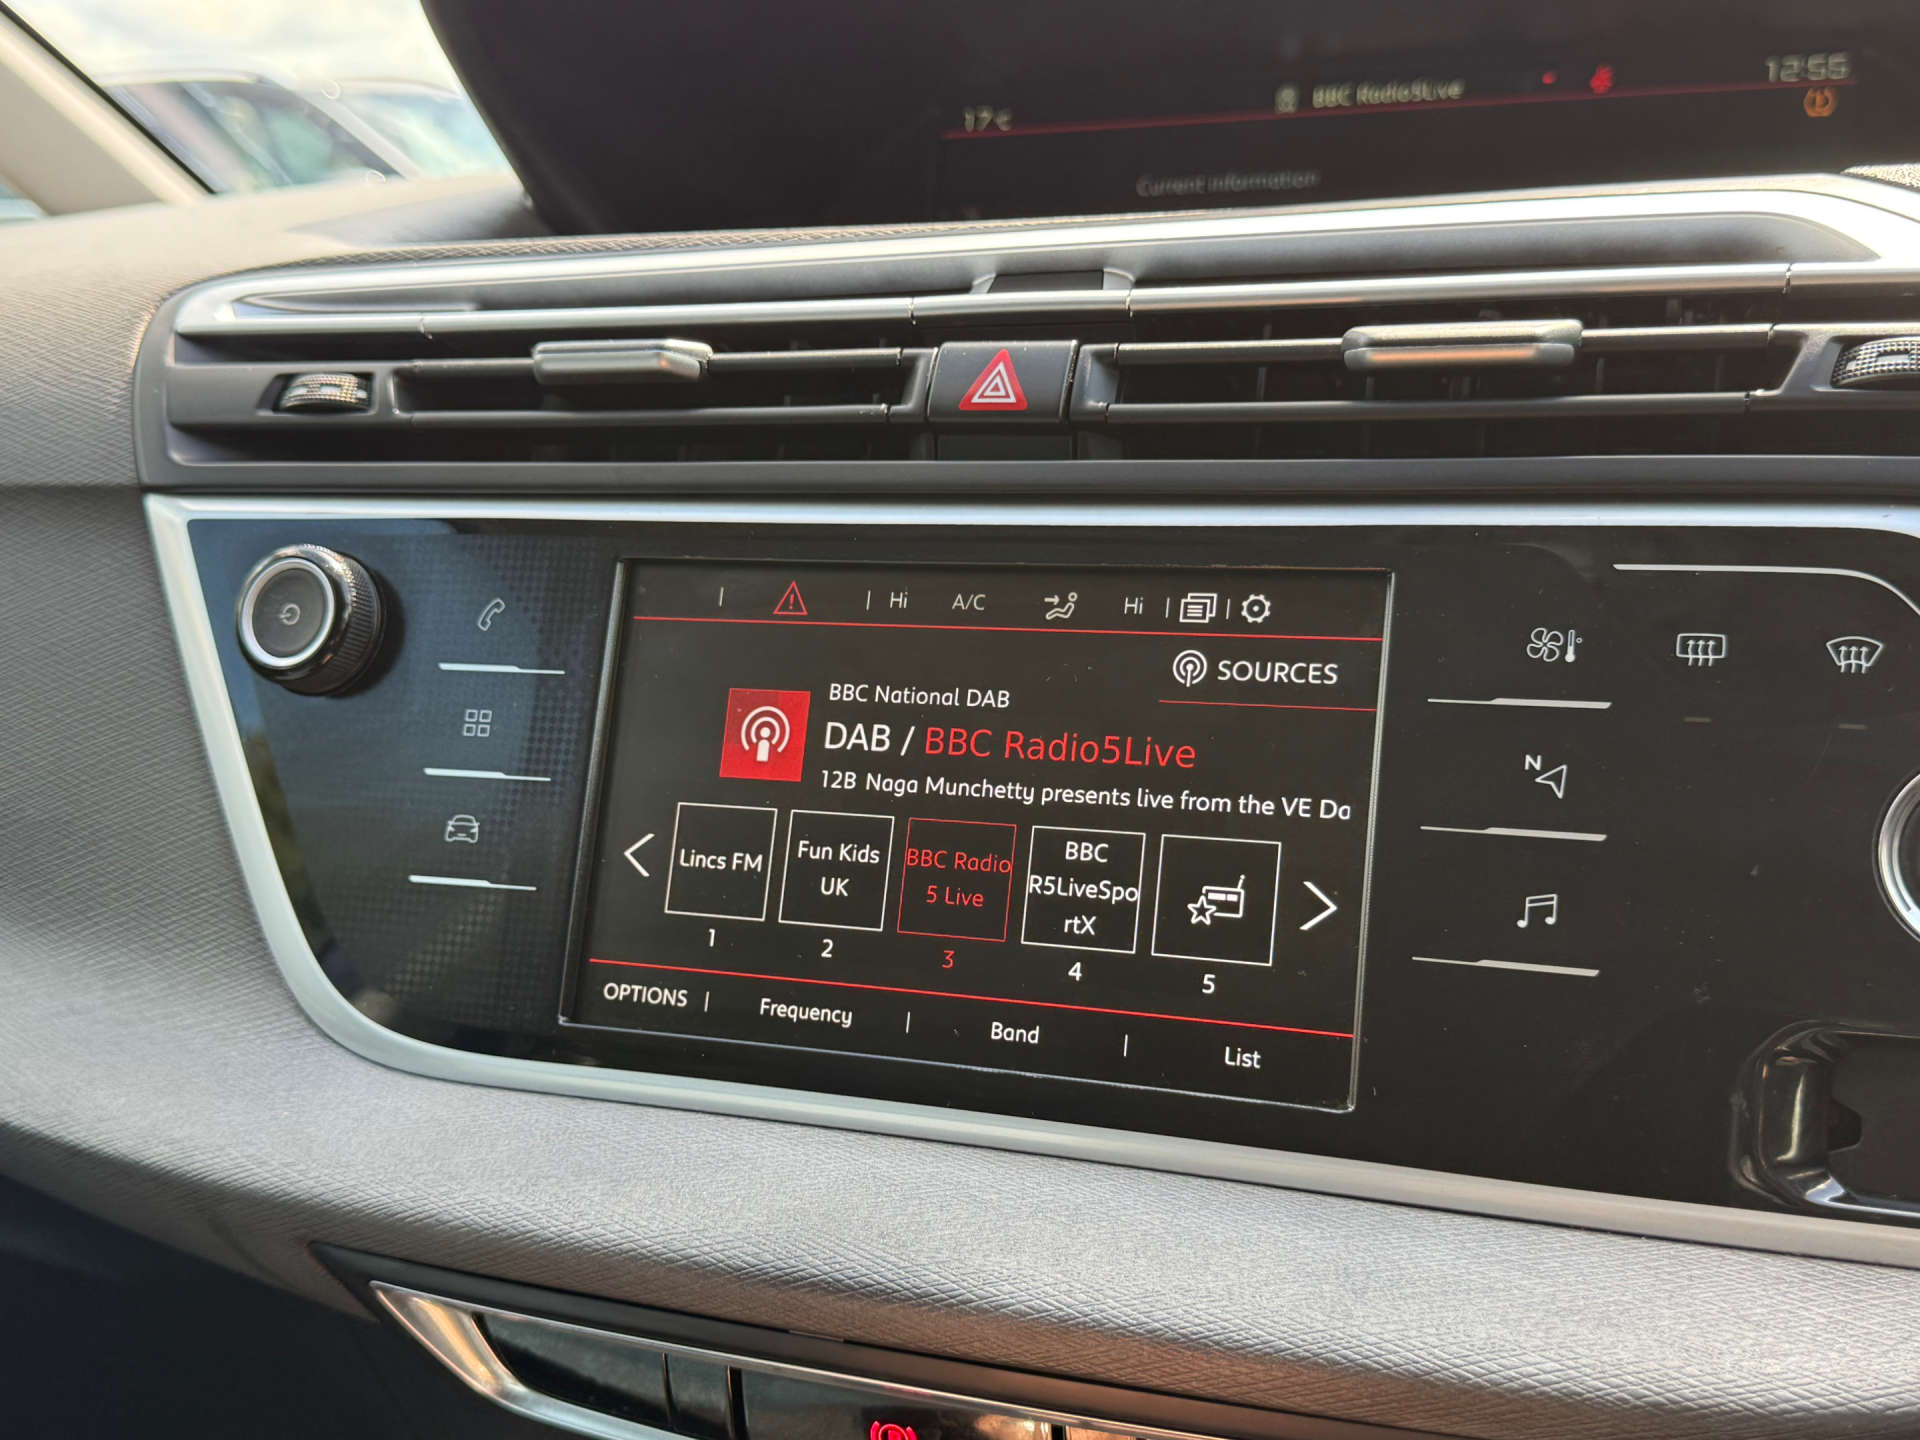 12:55
BBC Radio5Live
17°C
Current information
Hi
A/C
Hi
SOURCES
BBC National DAB
DAB / BBC Radio5Live
12B Naga Munchetty presents live from the VE Da
Lincs FM
Fun Kids
UK
BBC Radio
5 Live
BBC
R5LiveSpo
rtX
1
2
3
4
5
OPTIONS
Frequency
Band
List
N